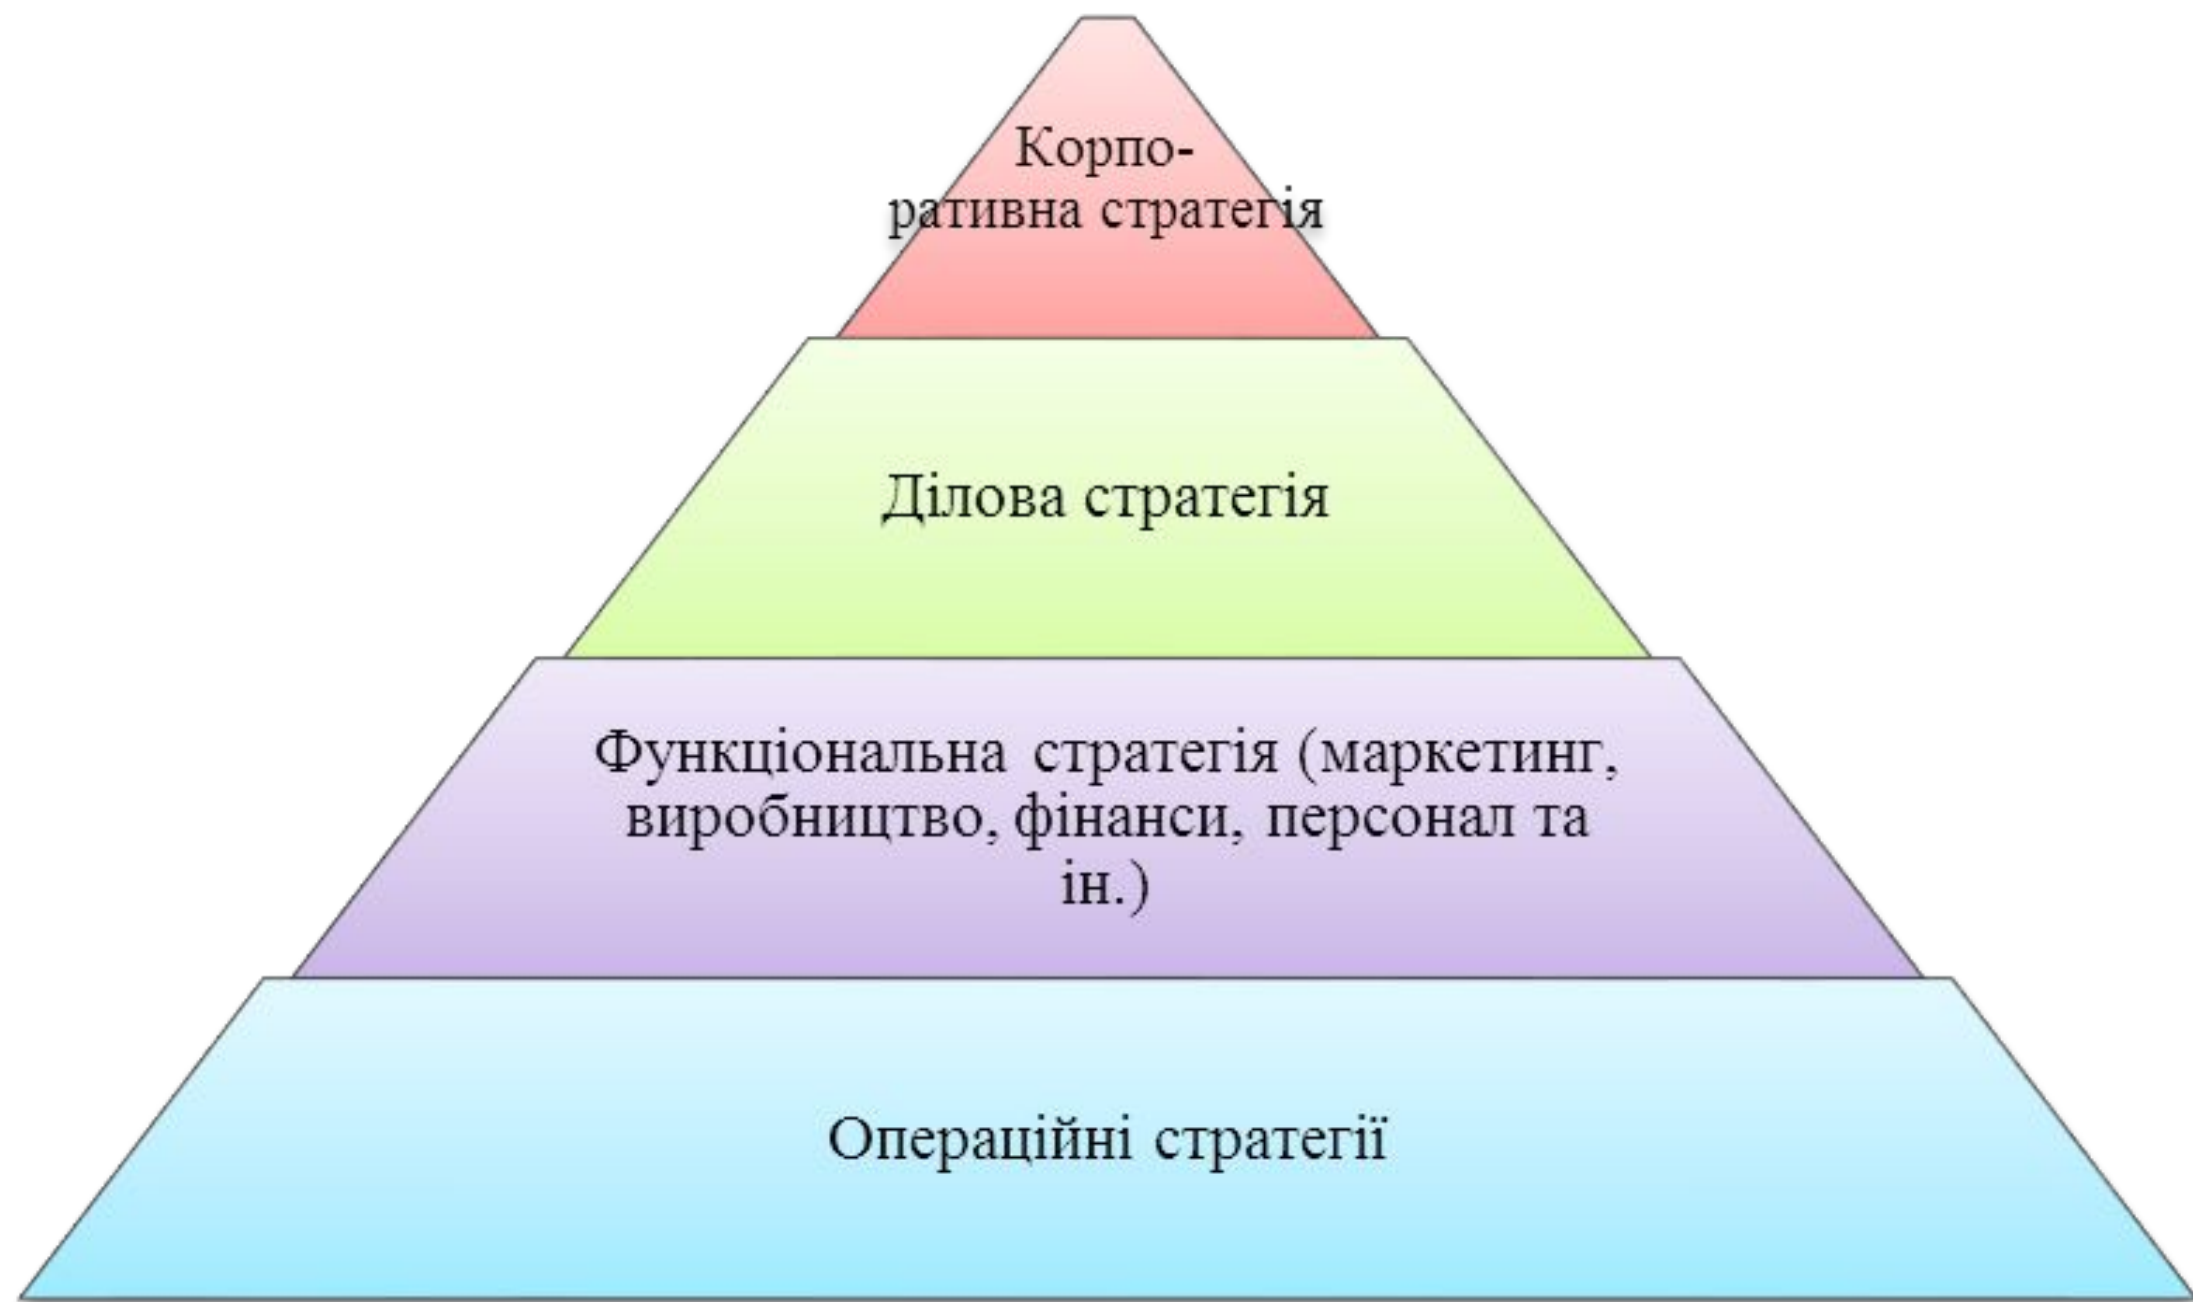 Корпо-
ративна стратегія
Ділова стратегія
Функціональна стратегія (маркетинг,
виробництво, фінанси, персонал та
ін.)
Операційні стратегії